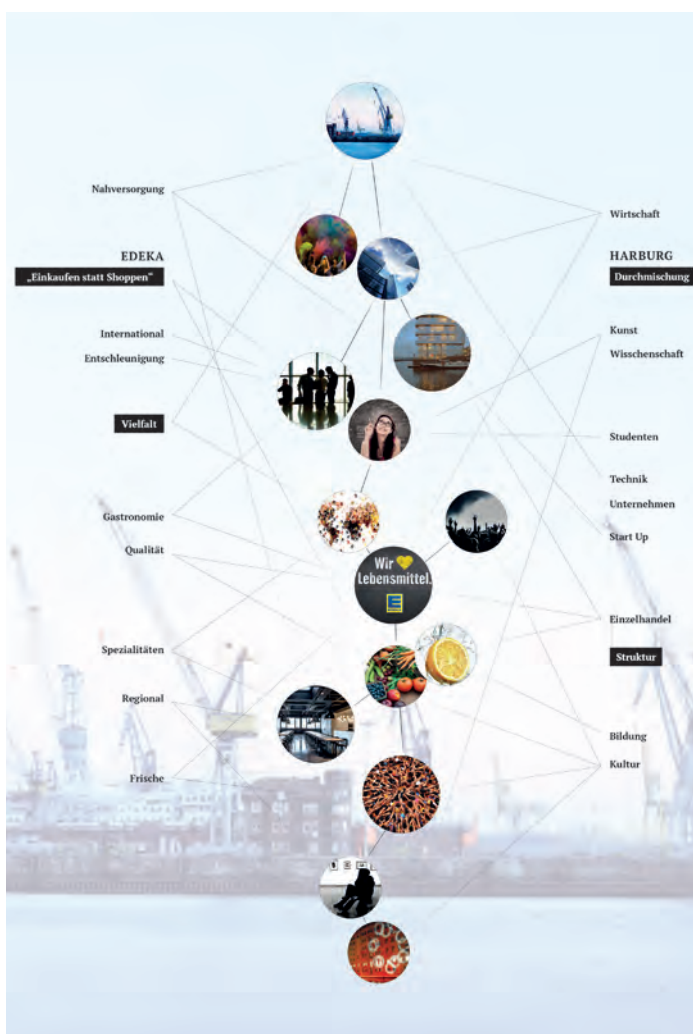 Nahversorgung
EDEKA
„Einkaufen statt Shoppen“
International
Entschleunigung
Vielfalt
Gastronomie
Qualität
Spezialitäten
Regional
Frische
Wir
Lebensmittel.
E
Wirtschaft
HARBURG
Durchmischung
Kunst
Wisschenschaft
Studenten
Technik
Unternehmen
Start Up
Einzelhandel
Struktur
Bildung
Kultur